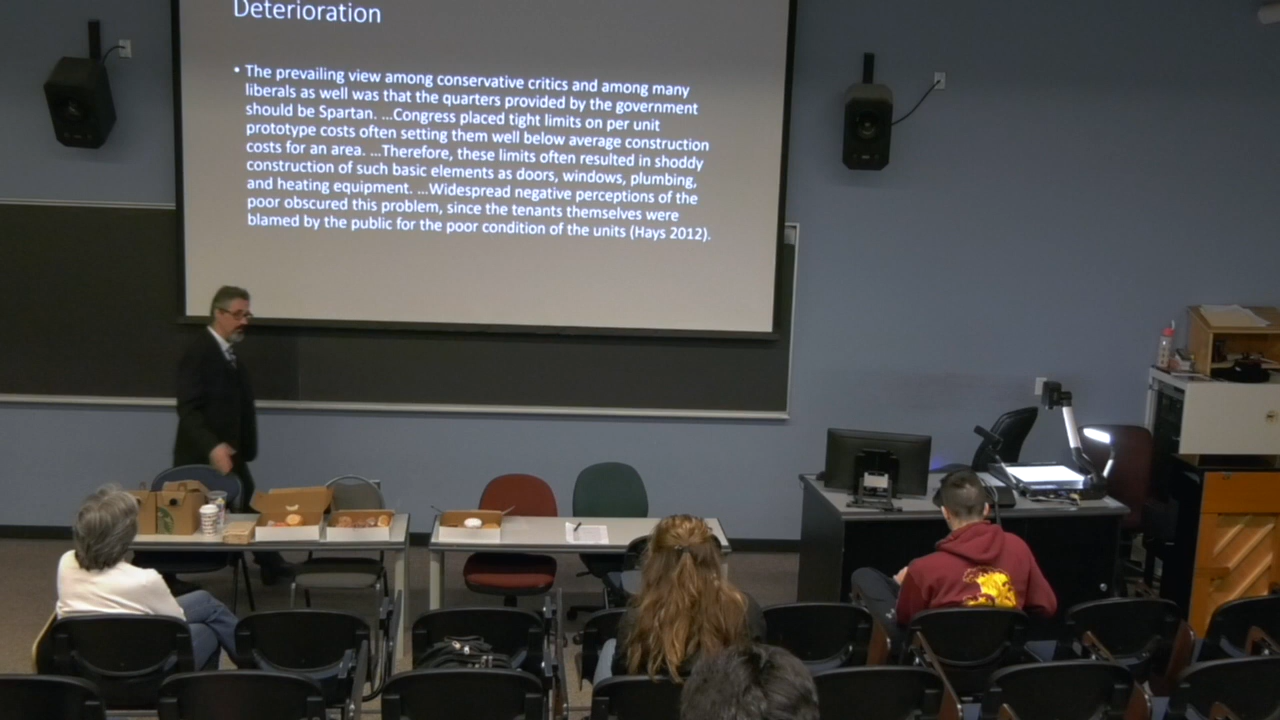 Deterioration
• The prevailing view among conservative critics and among many
liberals as well was that the quarters provided by the government
should be Spartan. ...Congress placed tight limits on per unit
prototype costs often setting them well below average construction
costs for an area. ...Therefore, these limits often resulted in shoddy
construction of such basic elements as doors, windows, plumbing,
and heating equipment. ...Widespread negative perceptions of the
poor obscured this problem, since the tenants themselves were
blamed by the public for the poor condition of the units (Hays 2012).